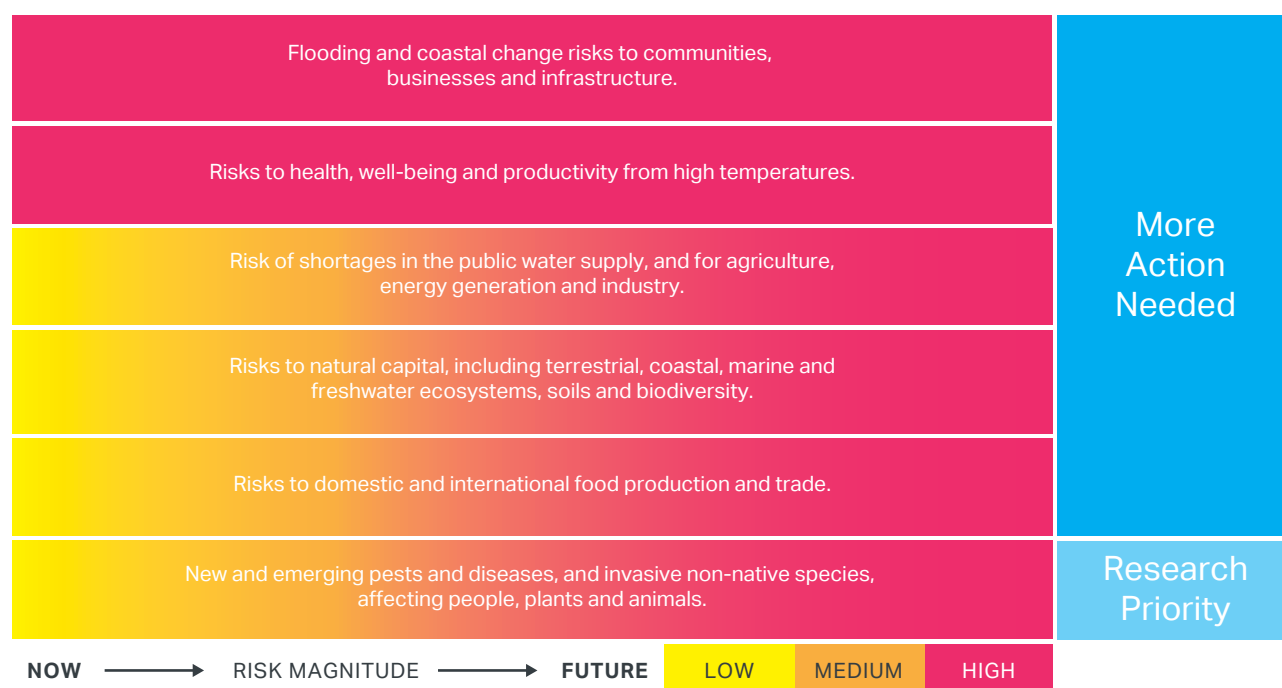 Flooding and coastal change risks to communities,
businesses and infrastructure.
Risks to health, well-being and productivity from high temperatures.
Risk of shortages in the public water supply, and for agriculture,
energy generation and industry.
Risks to natural capital, including terrestrial, coastal, marine and
freshwater ecosystems, soils and biodiversity.
Risks to domestic and international food production and trade.
More
Action
Needed
New and emerging pests and diseases, and invasive non-native species,
affecting people, plants and animals.
Research
Priority
NOW RISK MAGNITUDE FUTURE LOW MEDIUM HIGH